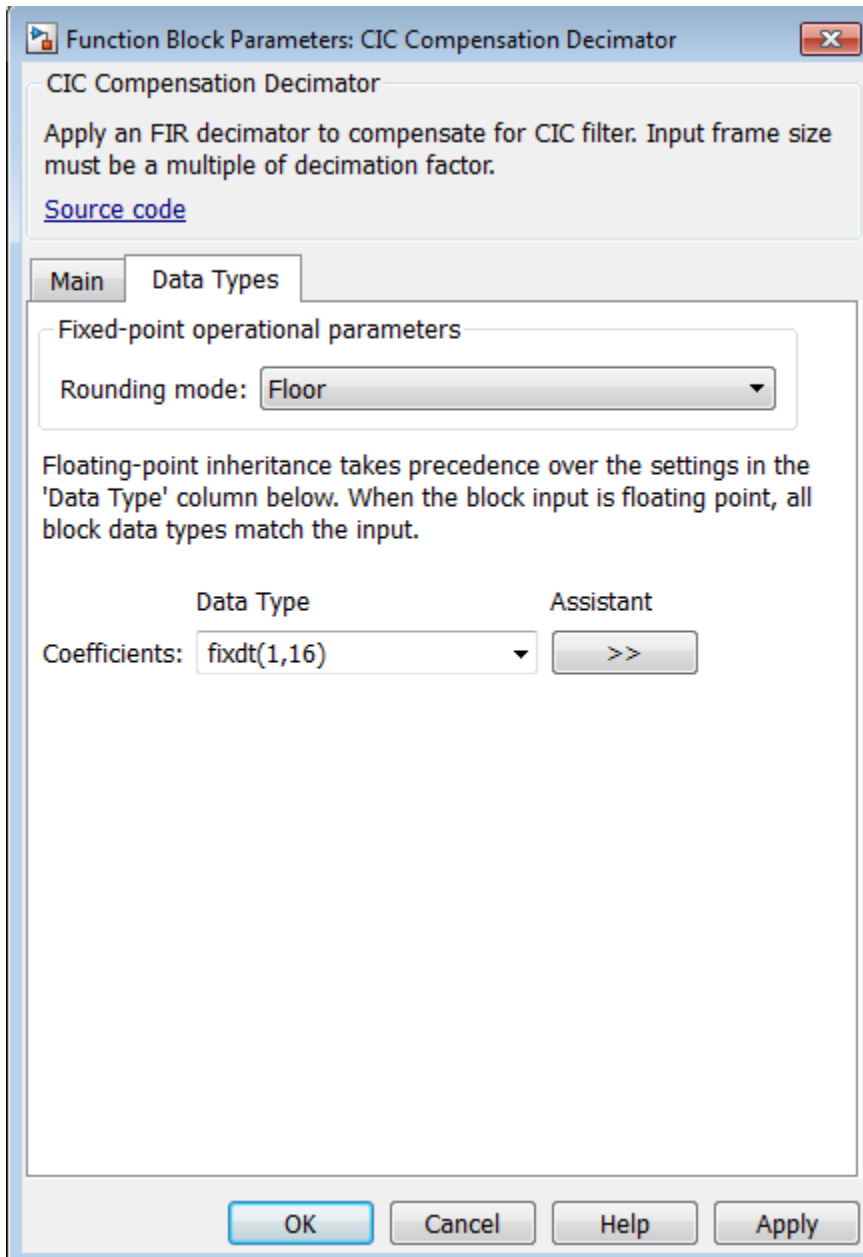 Function Block Parameters: CIC Compensation Decimator
CIC Compensation Decimator
Apply an FIR decimator to compensate for CIC filter. Input frame size
must be a multiple of decimation factor.
Source code
Main Data Types
Fixed-point operational parameters
Rounding mode: Floor
Floating-point inheritance takes precedence over the settings in the
'Data Type' column below. When the block input is floating point, all
block data types match the input.
Data Type Assistant
Coefficients: fixdt(1,16) >>
OK Cancel Help Apply